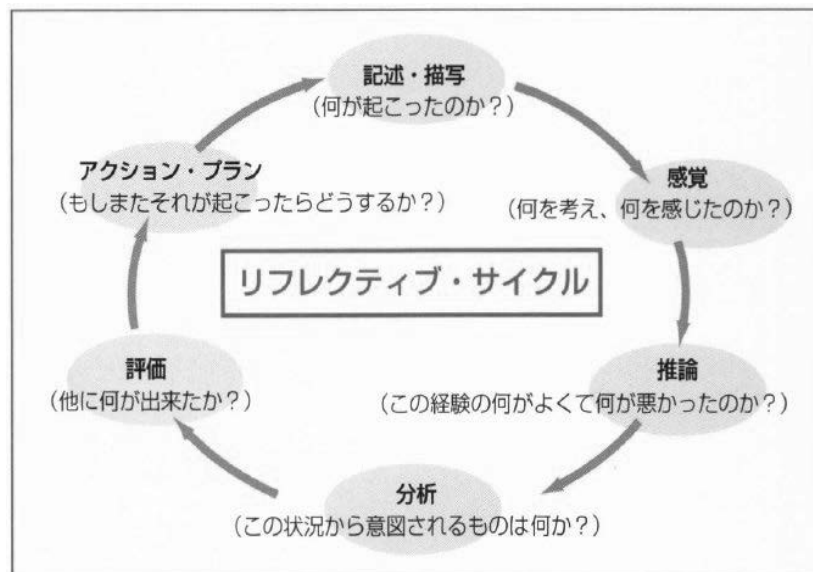 記述・描写
(何が起こったのか?)
感覚
(何を考え、何を感じたのか?)
推論
(この経験の何がよくて何が悪かったのか?)
分析
(この状況から意図されるものは何か?)
評価
(他に何が出来たか?)
アクション・プラン
(もしまたそれが起こったらどうするか?)
リフレクティブ・サイクル